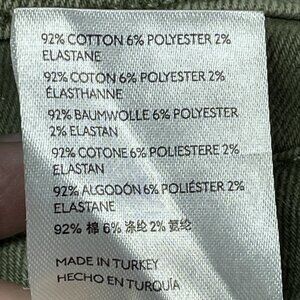 92% COTTON 6% POLYESTER 2%
ELASTANE
92% COTON 6% POLYESTER 2%
ÉLASTHANNE
92% BAUMWOLLE 6% POLYESTER
2% ELASTAN
92% COTONE 6% POLIESTERE 2%
ELASTAN
92% ALGODÓN 6% POLIÉSTER 2%
ELASTANE
92% 棉 6% 涤纶 2% 氨纶
MADE IN TURKEY
HECHO EN TURQUÍA